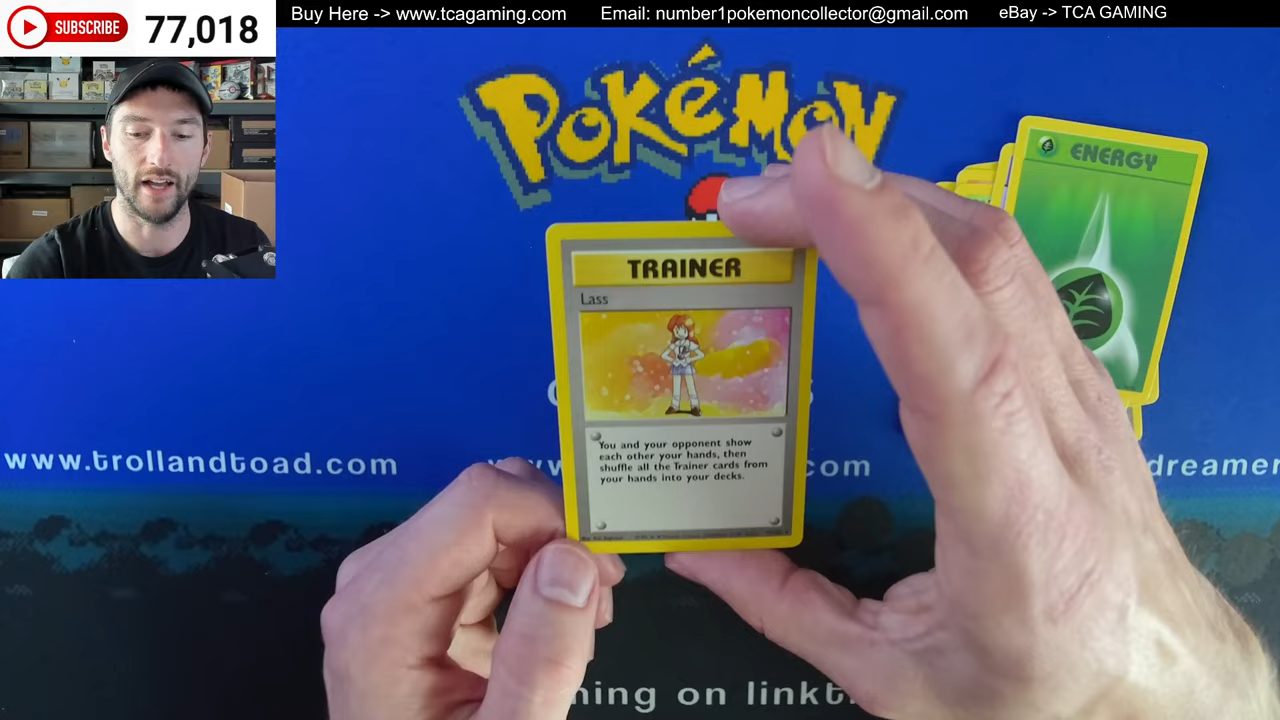 SUBSCRIBE 77,018
Buy Here -> www.tcagaming.com Email: number1pokemoncollector@gmail.com eBay -> TCA GAMING
POKéMON
ENERGY
TRAINER
Lass
You and your opponent show
each other your hands, then
shuffle all the Trainer cards from
your hands into your decks.
www.trollandtoad.com
com
dreamer
on linkt